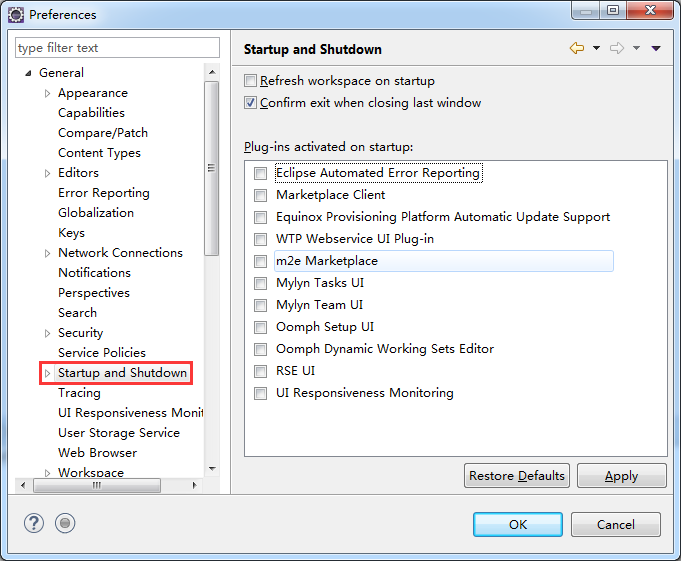 Preferences
type filter text
General
Appearance
Capabilities
Compare/Patch
Content Types
Editors
Error Reporting
Globalization
Keys
Network Connections
Notifications
Perspectives
Search
Security
Service Policies
Startup and Shutdown
Tracing
UI Responsiveness Monit
User Storage Service
Web Browser
Workspace
Startup and Shutdown
Refresh workspace on startup
Confirm exit when closing last window
Plug-ins activated on startup:
Eclipse Automated Error Reporting
Marketplace Client
Equinox Provisioning Platform Automatic Update Support
WTP Webservice UI Plug-in
m2e Marketplace
Mylyn Tasks UI
Mylyn Team UI
Oomph Setup UI
Oomph Dynamic Working Sets Editor
RSE UI
UI Responsiveness Monitoring
Restore Defaults
Apply
?
OK
Cancel